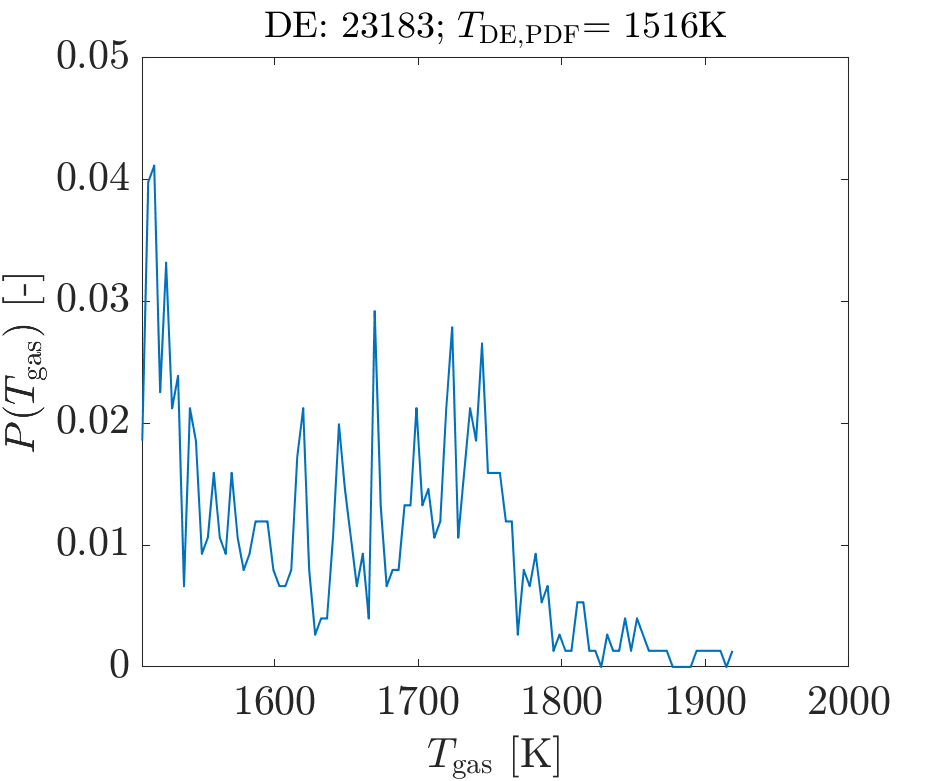 DE: 23183; T_DE,PDF= 1516K
0.05
0.04
0.03
0.02
0.01
0
P(T_gas) [-]
1600 1700 1800 1900 2000
T_gas [K]